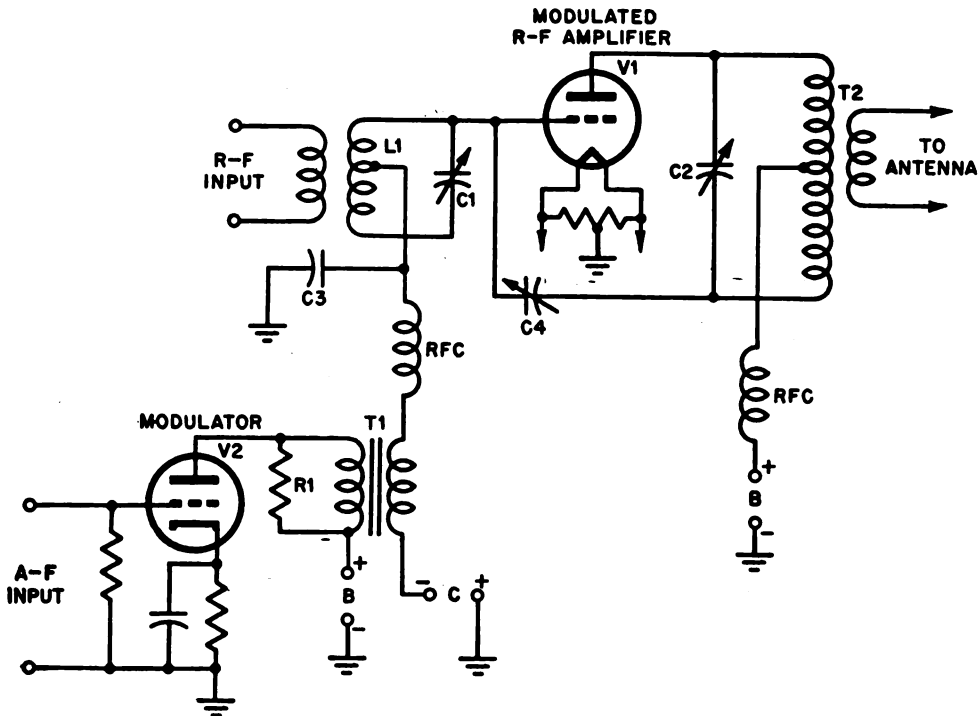 MODULATED
R-F AMPLIFIER
V1
T2
R-F
INPUT
L1
C1
C2
TO
ANTENNA
C3
C4
RFC
RFC
MODULATOR
V2
T1
R1
+
B
-
A-F
INPUT
+
B
-
- C +